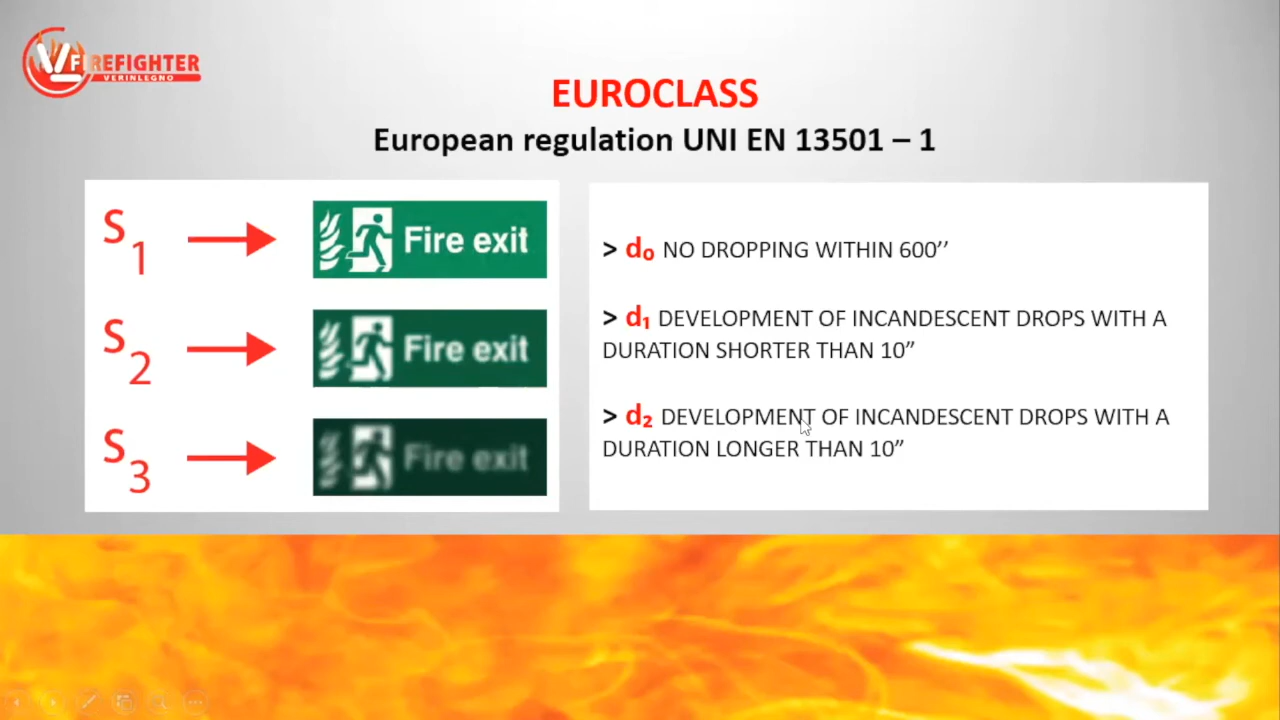 VFIREFIGHTER
VERINLEGNO
EUROCLASS
European regulation UNI EN 13501 – 1
S1
Fire exit
S2
Fire exit
S3
Fire exit
> d₀ NO DROPPING WITHIN 600’’
> d₁ DEVELOPMENT OF INCANDESCENT DROPS WITH A
DURATION SHORTER THAN 10”
> d₂ DEVELOPMENT OF INCANDESCENT DROPS WITH A
DURATION LONGER THAN 10”